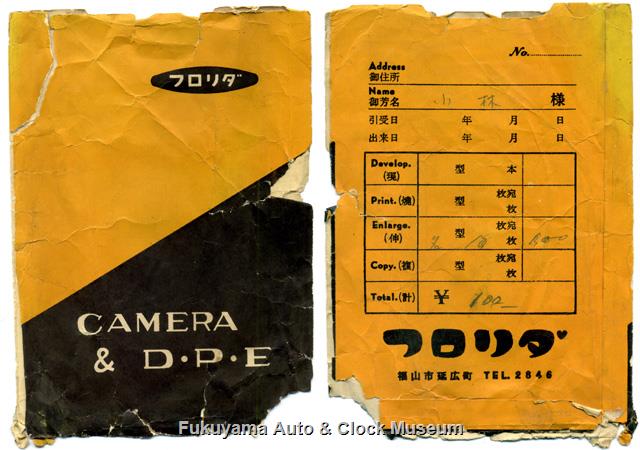 フロリダ
CAMERA
& D・P・E
No.
Address
御住所
Name
御芳名 小林 様
引受日 年 月 日
出来日 年 月 日
Develop.
(現) 型 本
Print.(焼) 型 枚宛
枚
Enlarge.
(伸) 型 枚宛
枚
Copy.(複) 型 枚宛
枚
Total.(計) ¥ 100-
フロリダ
福山市延広町 TEL.2846
Fukuyama Auto & Clock Museum